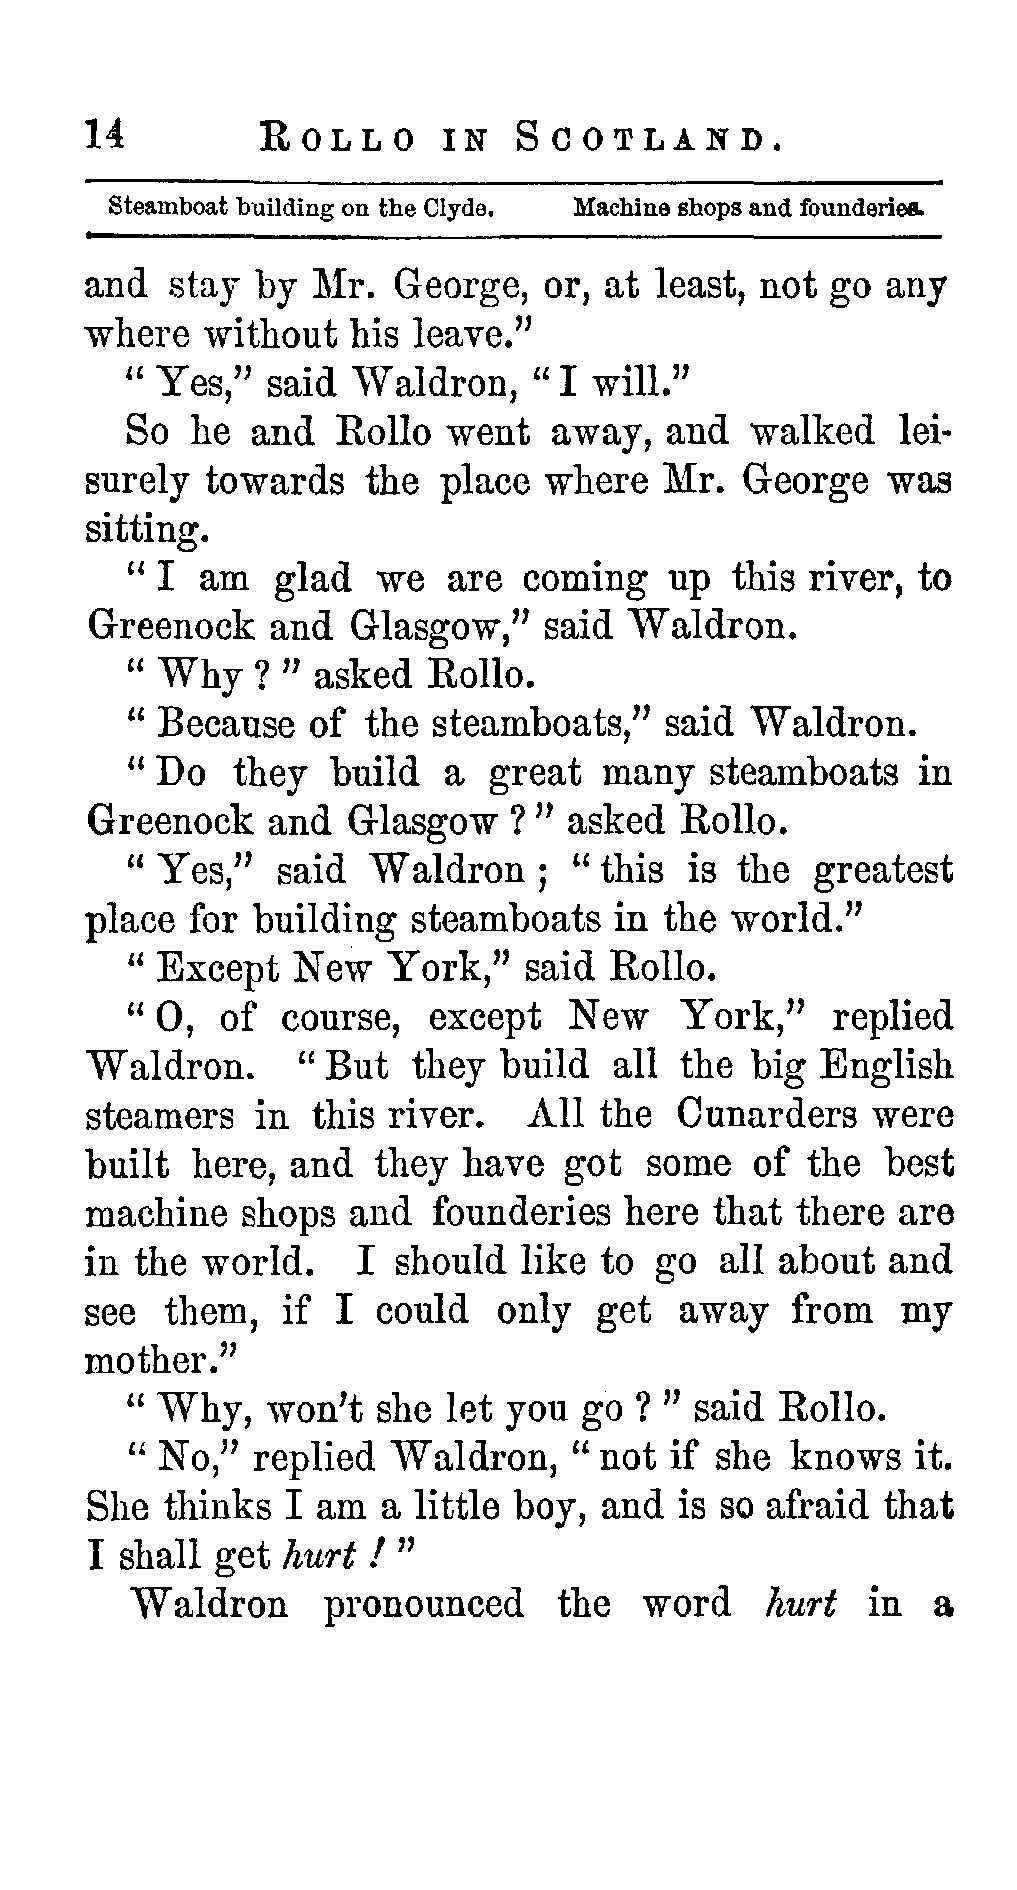 14 ROLLO IN SCOTLAND.
Steamboat building on the Clyde. Machine shops and founderies.
and stay by Mr. George, or, at least, not go any
where without his leave."
" Yes," said Waldron, " I will."
So he and Rollo went away, and walked lei-
surely towards the place where Mr. George was
sitting.
" I am glad we are coming up this river, to
Greenock and Glasgow," said Waldron.
" Why ? " asked Rollo.
" Because of the steamboats," said Waldron.
" Do they build a great many steamboats in
Greenock and Glasgow ? " asked Rollo.
" Yes," said Waldron ; " this is the greatest
place for building steamboats in the world."
" Except New York," said Rollo.
" O, of course, except New York," replied
Waldron. " But they build all the big English
steamers in this river. All the Cunarders were
built here, and they have got some of the best
machine shops and founderies here that there are
in the world. I should like to go all about and
see them, if I could only get away from my
mother."
" Why, won't she let you go ? " said Rollo.
" No," replied Waldron, " not if she knows it.
She thinks I am a little boy, and is so afraid that
I shall get hurt ! "
Waldron pronounced the word hurt in a